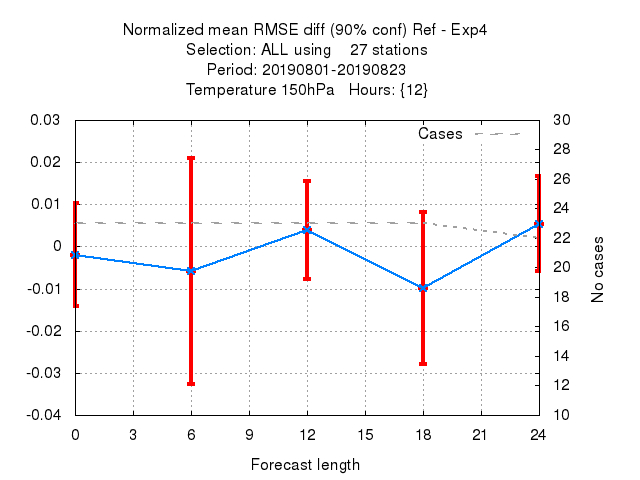 Normalized mean RMSE diff (90% conf) Ref - Exp4
Selection: ALL using    27 stations
Period: 20190801-20190823
Temperature 150hPa   Hours: {12}
0.03
0.02
0.01
0
-0.01
-0.02
-0.03
-0.04
Cases
30
28
26
24
22
20
18
16
14
12
10
No cases
0 3 6 9 12 15 18 21 24
Forecast length